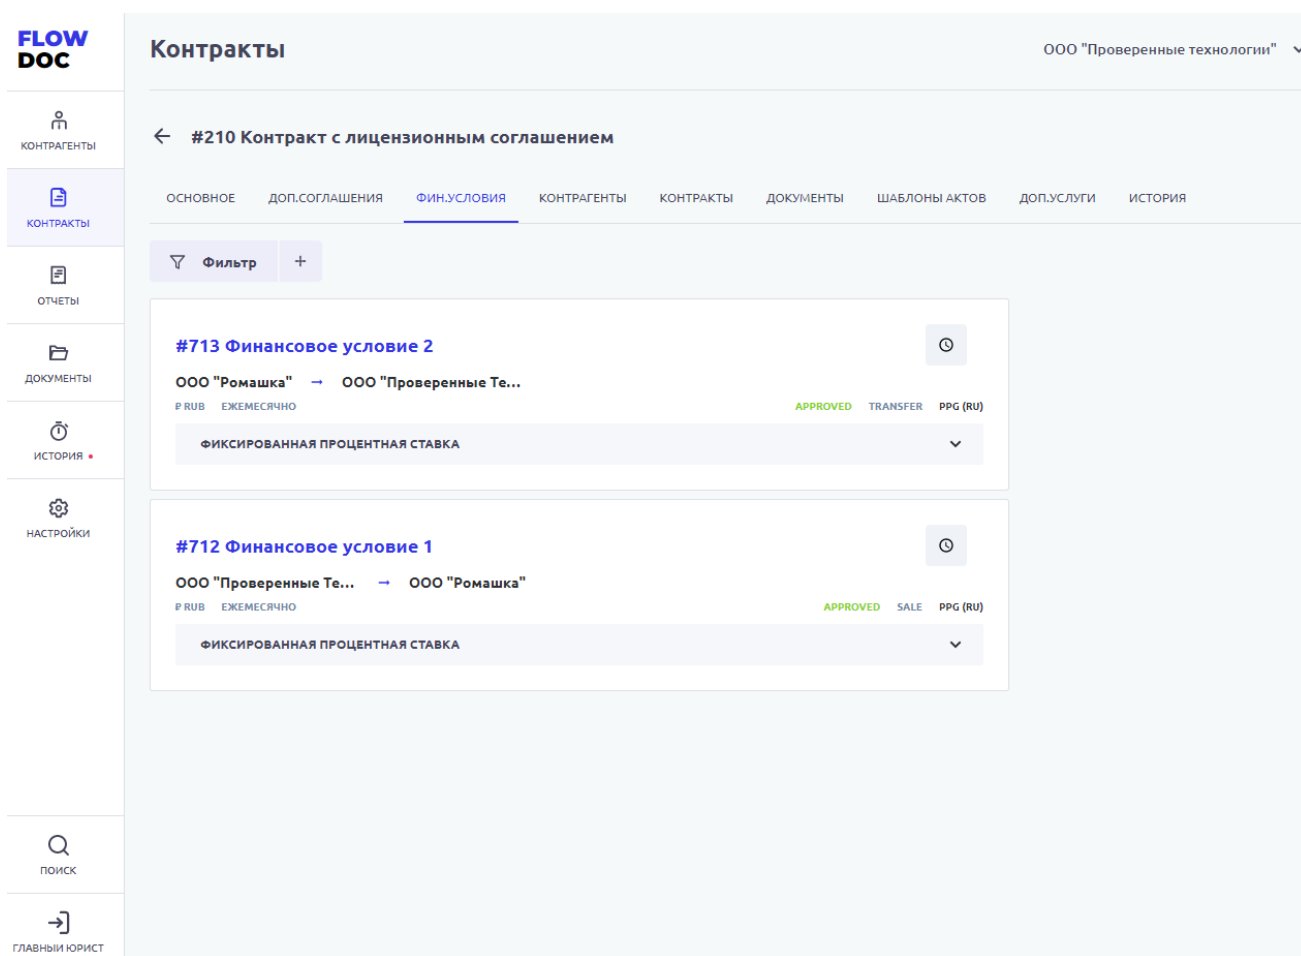 FLOW
DOC
Контракты
ООО "Проверенные технологии"
КОНТРАГЕНТЫ
КОНТРАКТЫ
ОТЧЕТЫ
ДОКУМЕНТЫ
ИСТОРИЯ
НАСТРОЙКИ
ПОИСК
ГЛАВНЫЙ ЮРИСТ
← #210 Контракт с лицензионным соглашением
ОСНОВНОЕ ДОП.СОГЛАШЕНИЯ ФИН.УСЛОВИЯ КОНТРАГЕНТЫ КОНТРАКТЫ ДОКУМЕНТЫ ШАБЛОНЫ АКТОВ ДОП.УСЛУГИ ИСТОРИЯ
Фильтр +
#713 Финансовое условие 2
ООО "Ромашка" → ООО "Проверенные Те...
₽ RUB ЕЖЕМЕСЯЧНО APPROVED TRANSFER PPG (RU)
ФИКСИРОВАННАЯ ПРОЦЕНТНАЯ СТАВКА
#712 Финансовое условие 1
ООО "Проверенные Те... → ООО "Ромашка"
₽ RUB ЕЖЕМЕСЯЧНО APPROVED SALE PPG (RU)
ФИКСИРОВАННАЯ ПРОЦЕНТНАЯ СТАВКА